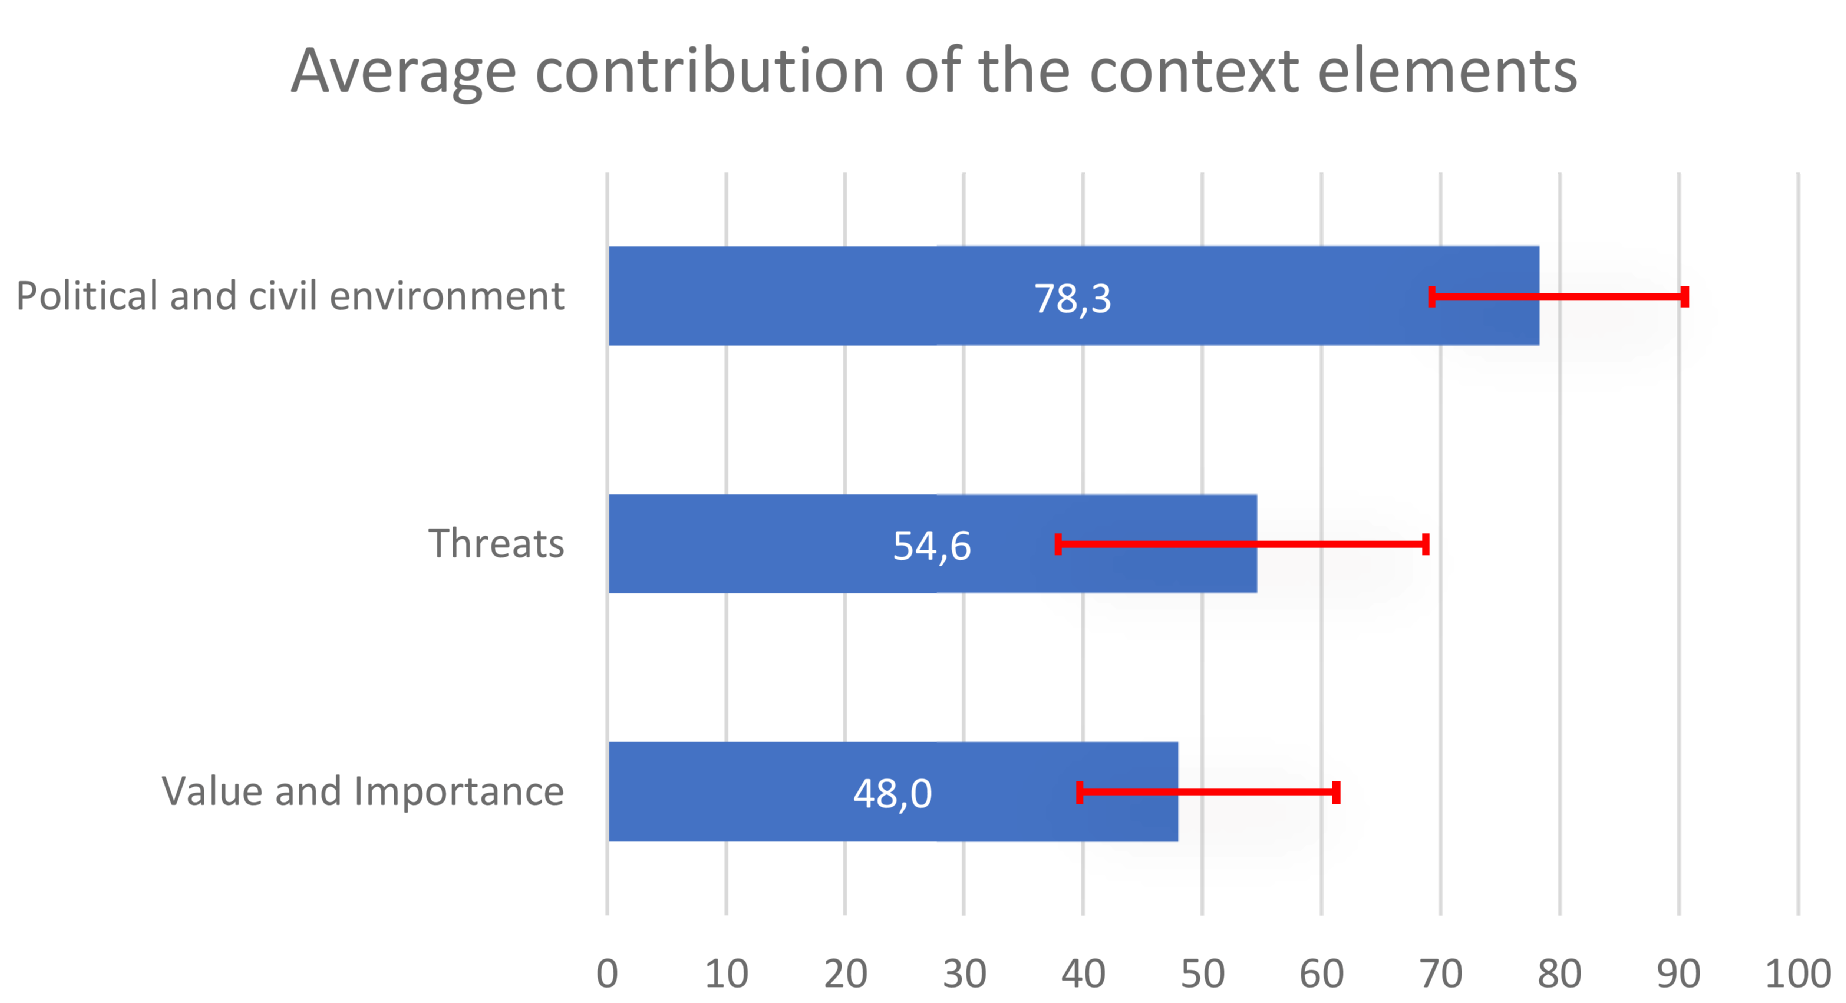 Average contribution of the context elements
Political and civil environment
78,3
Threats
54,6
Value and Importance
48,0
0 10 20 30 40 50 60 70 80 90 100